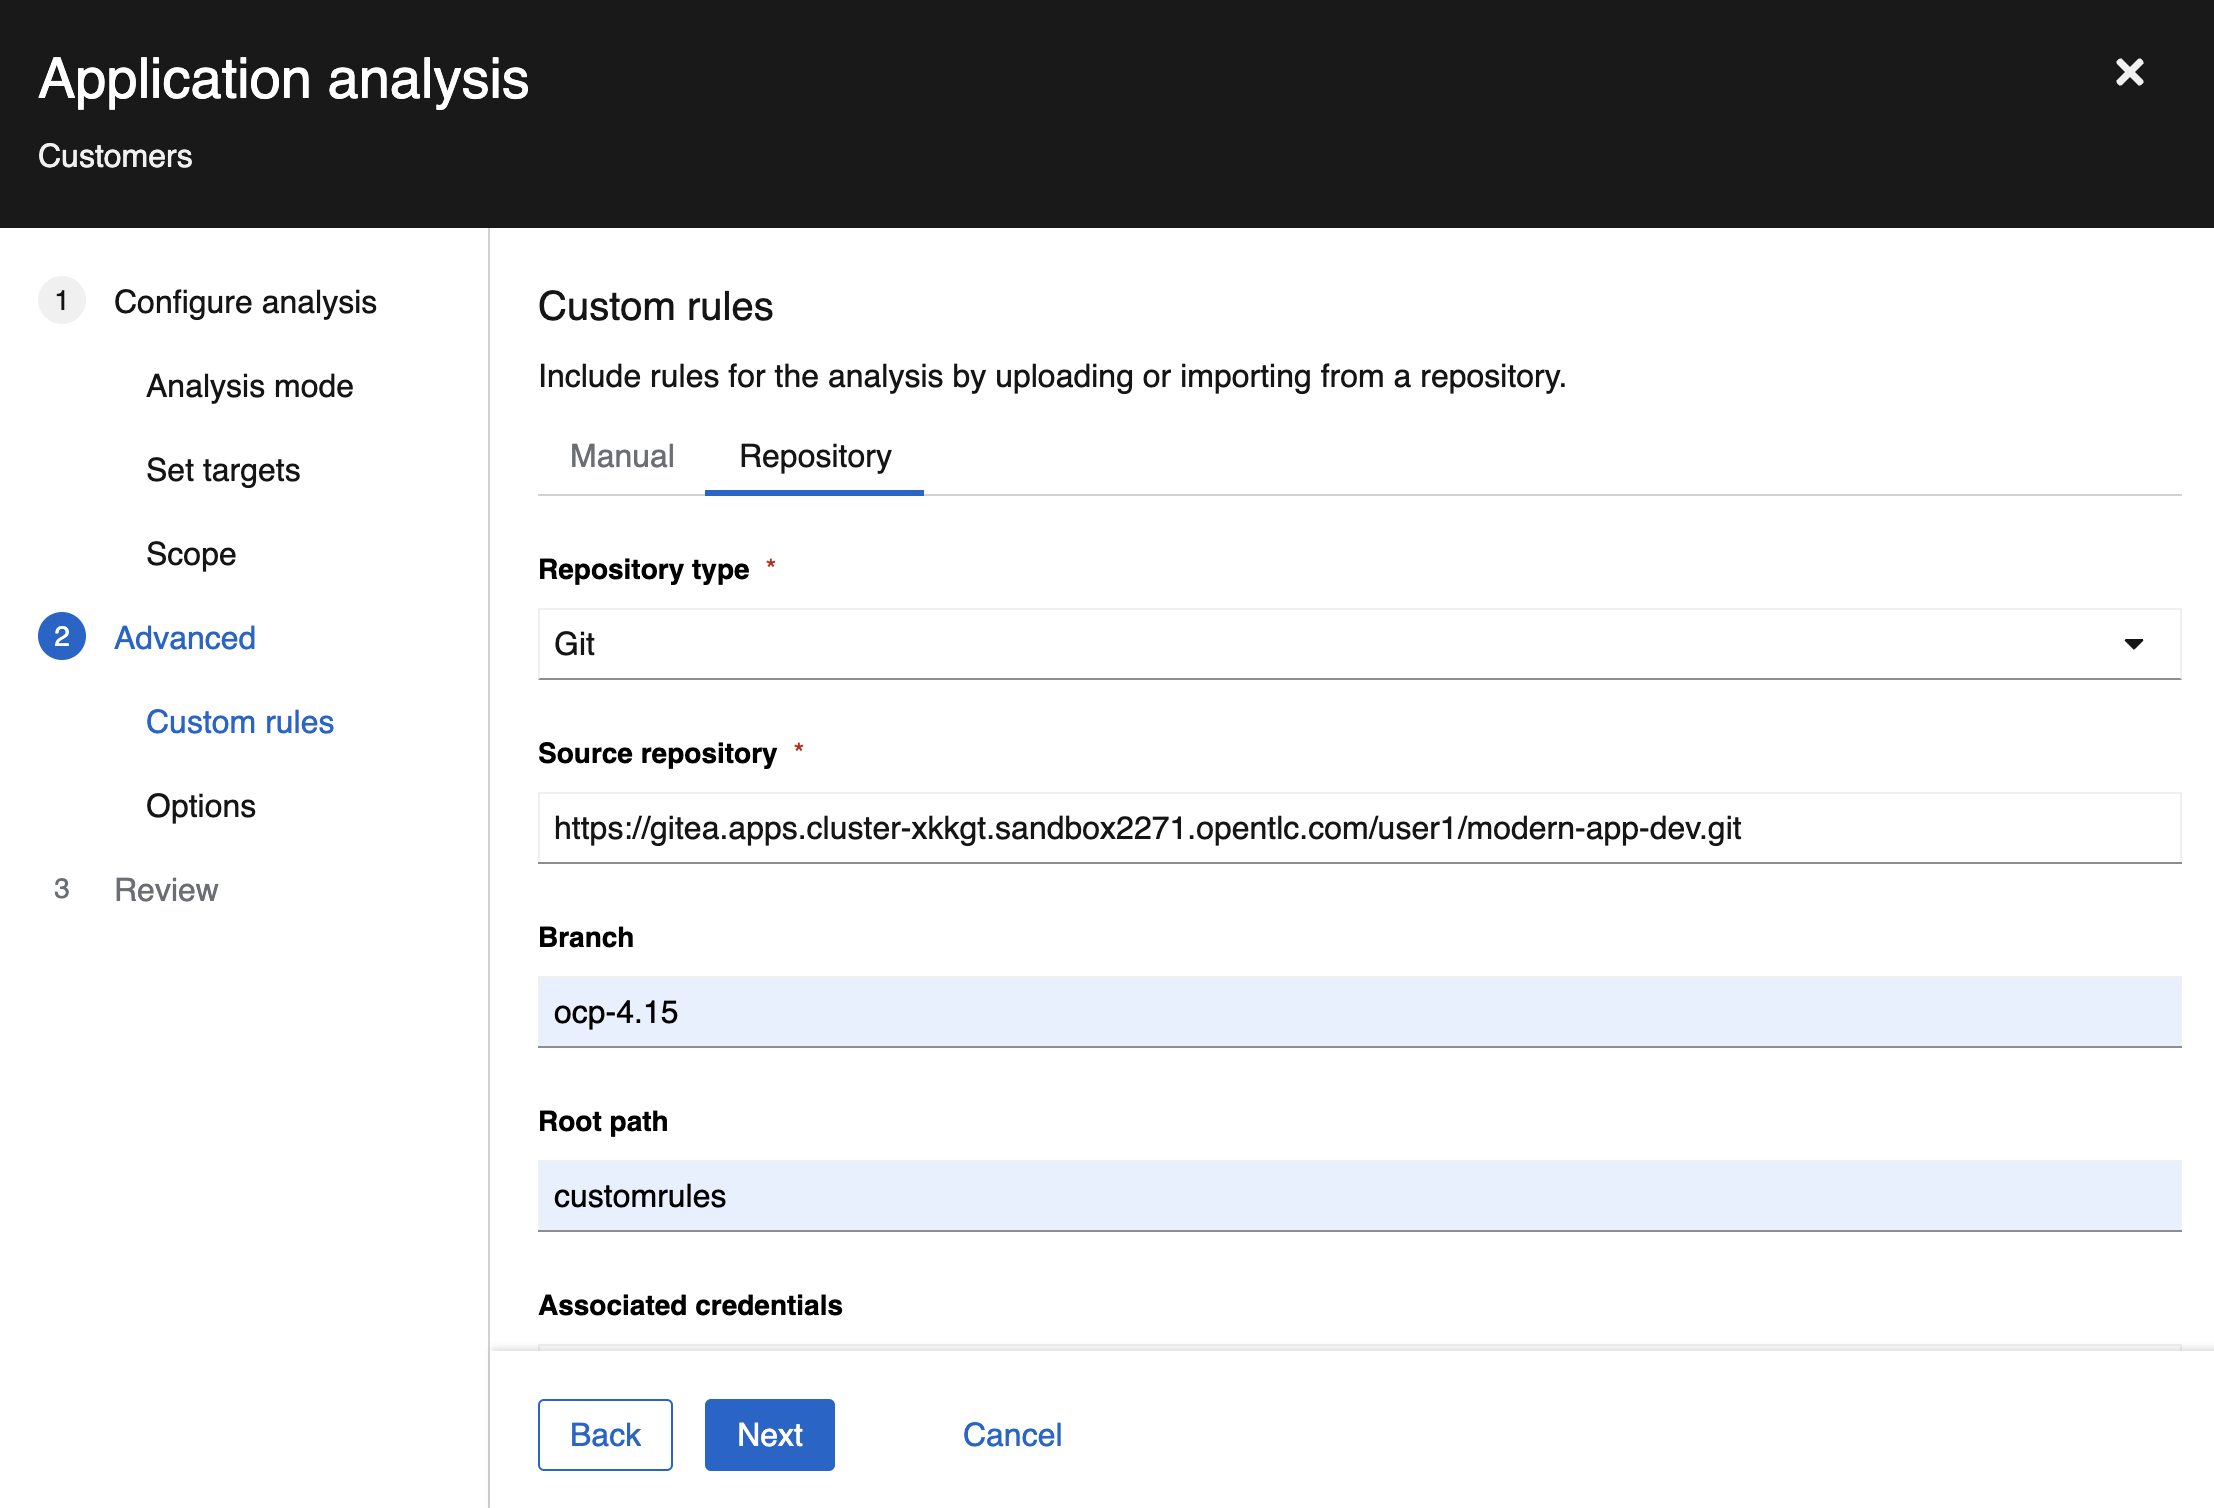 Application analysis
Customers
1 Configure analysis
Analysis mode
Set targets
Scope
2 Advanced
Custom rules
Options
3 Review
Custom rules
Include rules for the analysis by uploading or importing from a repository.
Manual Repository
Repository type *
Git
Source repository *
https://gitea.apps.cluster-xkkgt.sandbox2271.opentlc.com/user1/modern-app-dev.git
Branch
ocp-4.15
Root path
customrules
Associated credentials
Back Next Cancel